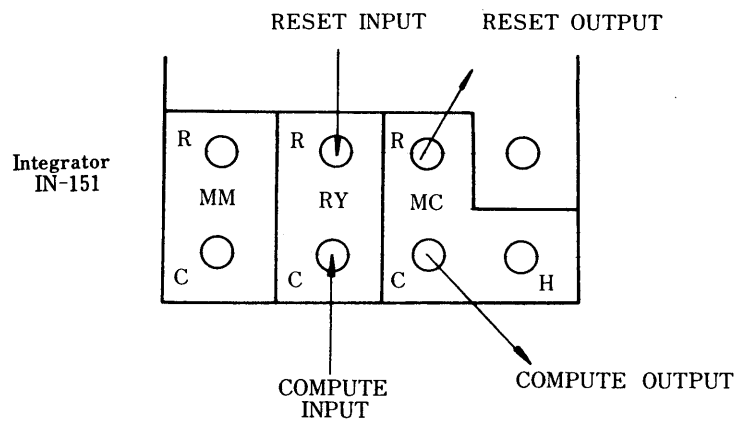 RESET INPUT
RESET OUTPUT
Integrator
IN-151
R
R
R
MM
RY
MC
C
C
C
H
COMPUTE
INPUT
COMPUTE OUTPUT